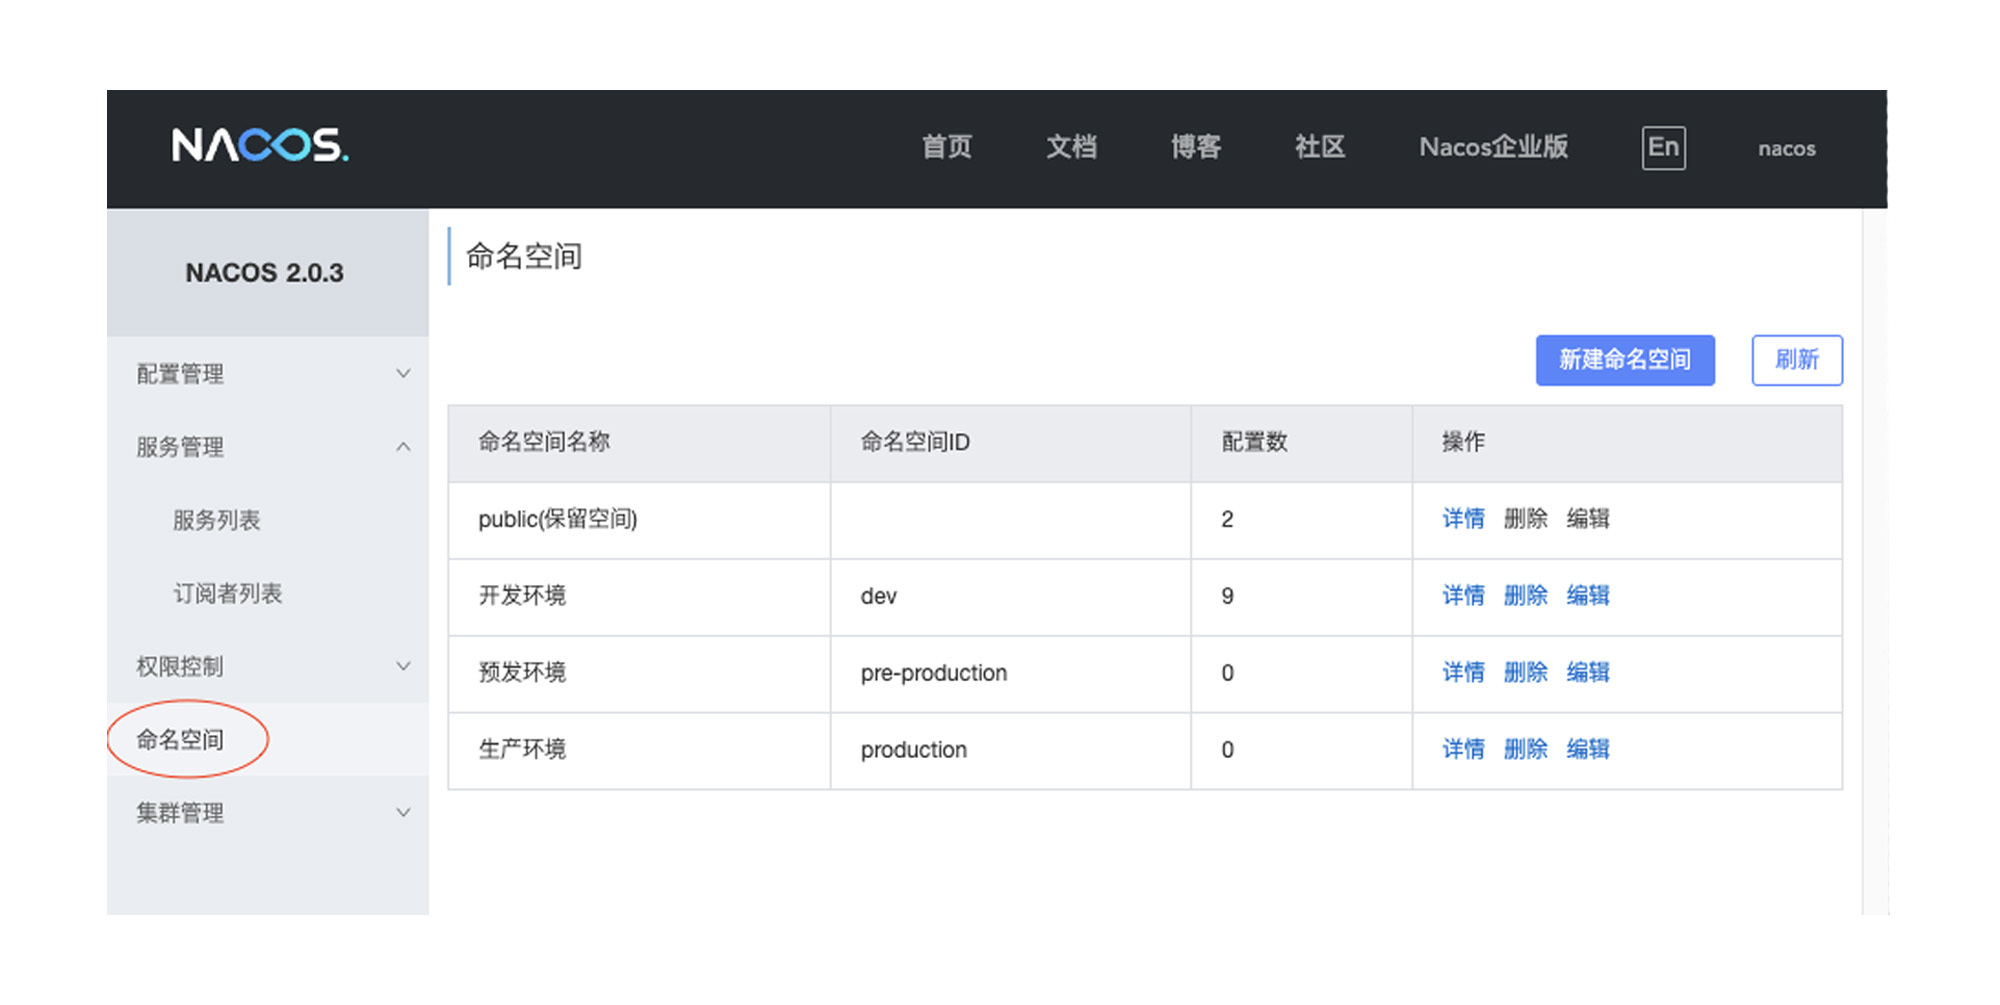 NACOS. 首页 文档 博客 社区 Nacos企业版 En nacos
NACOS 2.0.3
配置管理
服务管理
服务列表
订阅者列表
权限控制
命名空间
集群管理
命名空间
新建命名空间 刷新
命名空间名称 命名空间ID 配置数 操作
public(保留空间) 2 详情 删除 编辑
开发环境 dev 9 详情 删除 编辑
预发环境 pre-production 0 详情 删除 编辑
生产环境 production 0 详情 删除 编辑